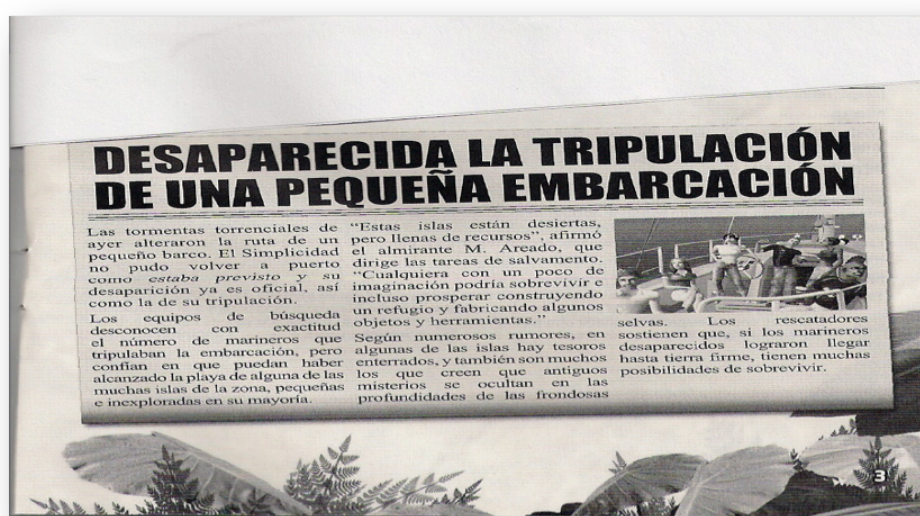 DESAPARECIDA LA TRIPULACIÓN
DE UNA PEQUEÑA EMBARCACIÓN
Las tormentas torrenciales de
ayer alteraron la ruta de un
pequeño barco. El Simplicidad
no pudo volver a puerto
como estaba previsto y su
desaparición ya es oficial, así
como la de su tripulación.
Los equipos de búsqueda
desconocen con exactitud
el número de marineros que
tripulaban la embarcación, pero
confían en que puedan haber
alcanzado la playa de alguna de las
muchas islas de la zona, pequeñas
e inexploradas en su mayoría.
“Estas islas están desiertas,
pero llenas de recursos”, afirmó
el almirante M. Areado, que
dirige las tareas de salvamento.
“Cualquiera con un poco de
imaginación podría sobrevivir e
incluso prosperar construyendo
un refugio y fabricando algunos
objetos y herramientas.”
Según numerosos rumores, en
algunas de las islas hay tesoros
enterrados, y también son muchos
los que creen que antiguos
misterios se ocultan en las
profundidades de las frondosas
selvas. Los rescatadores
sostienen que, si los marineros
desaparecidos lograron llegar
hasta tierra firme, tienen muchas
posibilidades de sobrevivir.
3